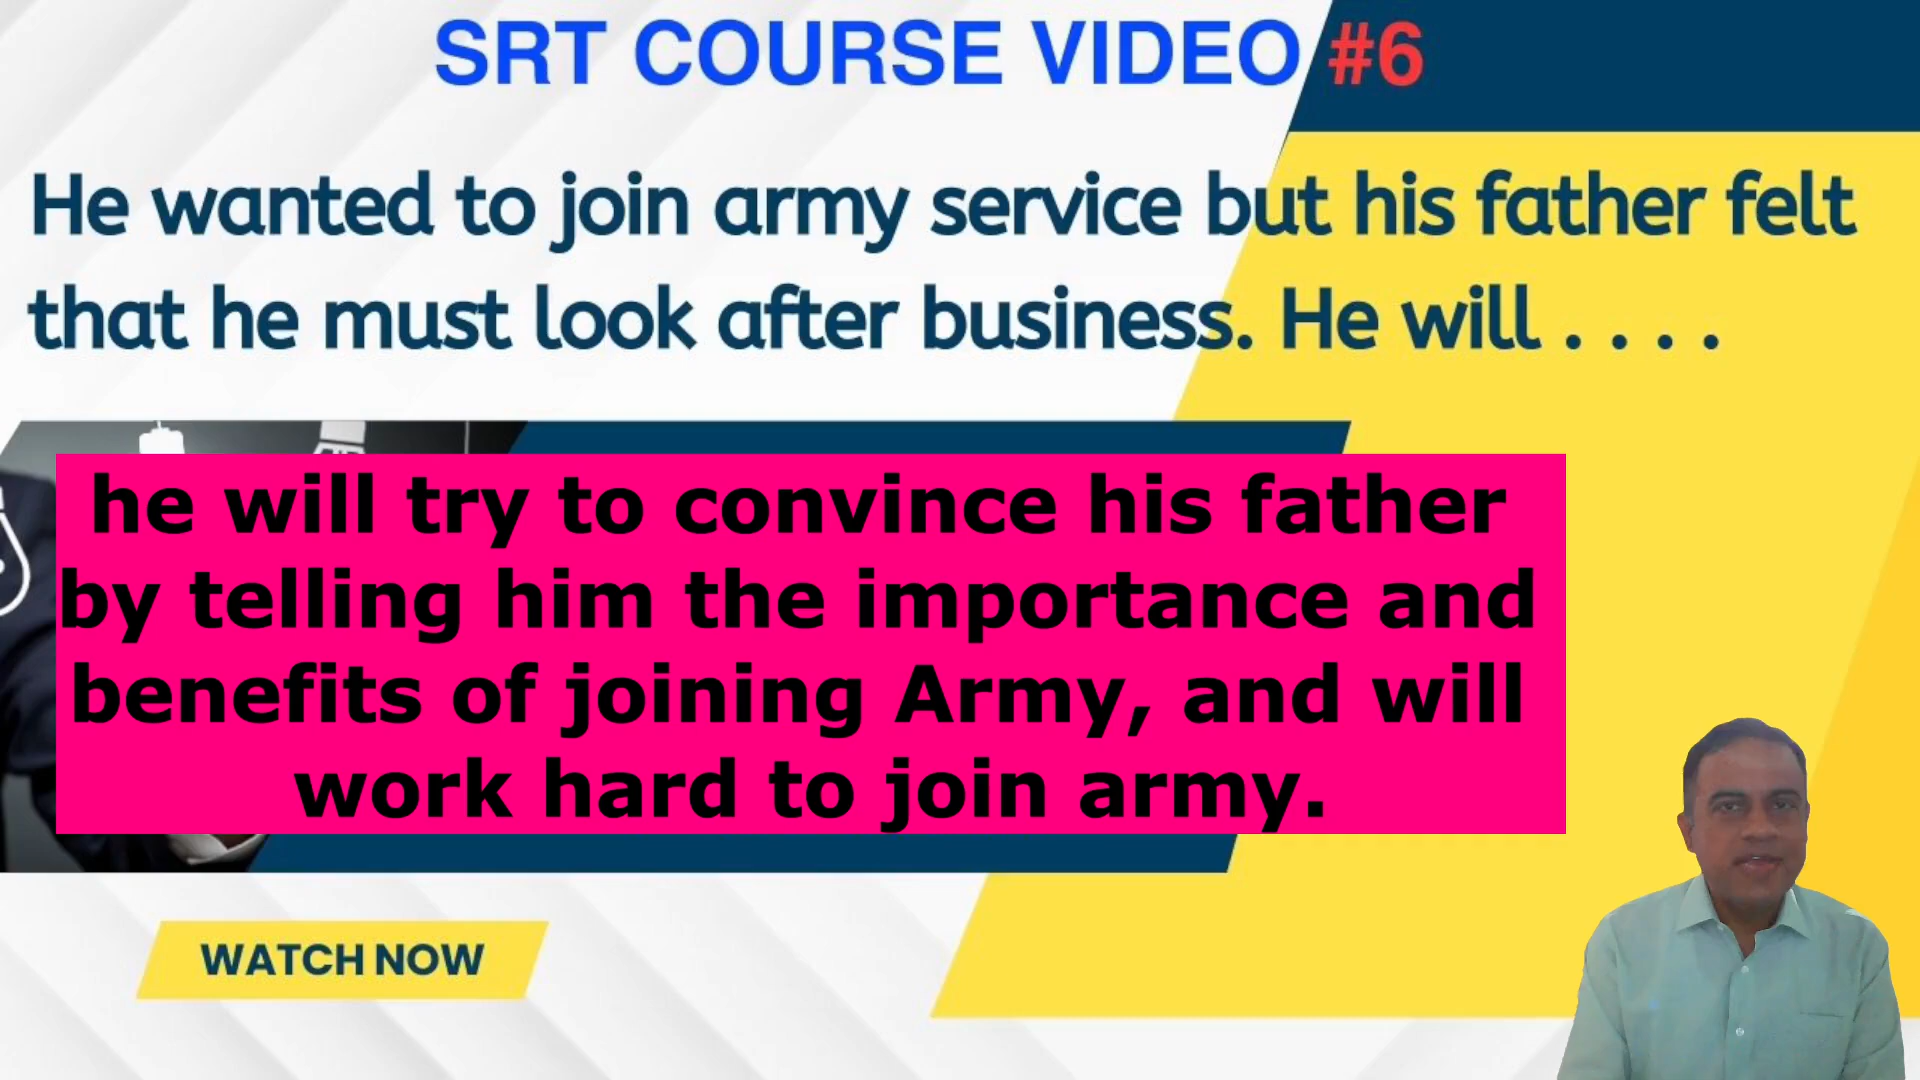 SRT COURSE VIDEO #6
He wanted to join army service but his father felt
that he must look after business. He will . . . .
he will try to convince his father
by telling him the importance and
benefits of joining Army, and will
work hard to join army.
WATCH NOW